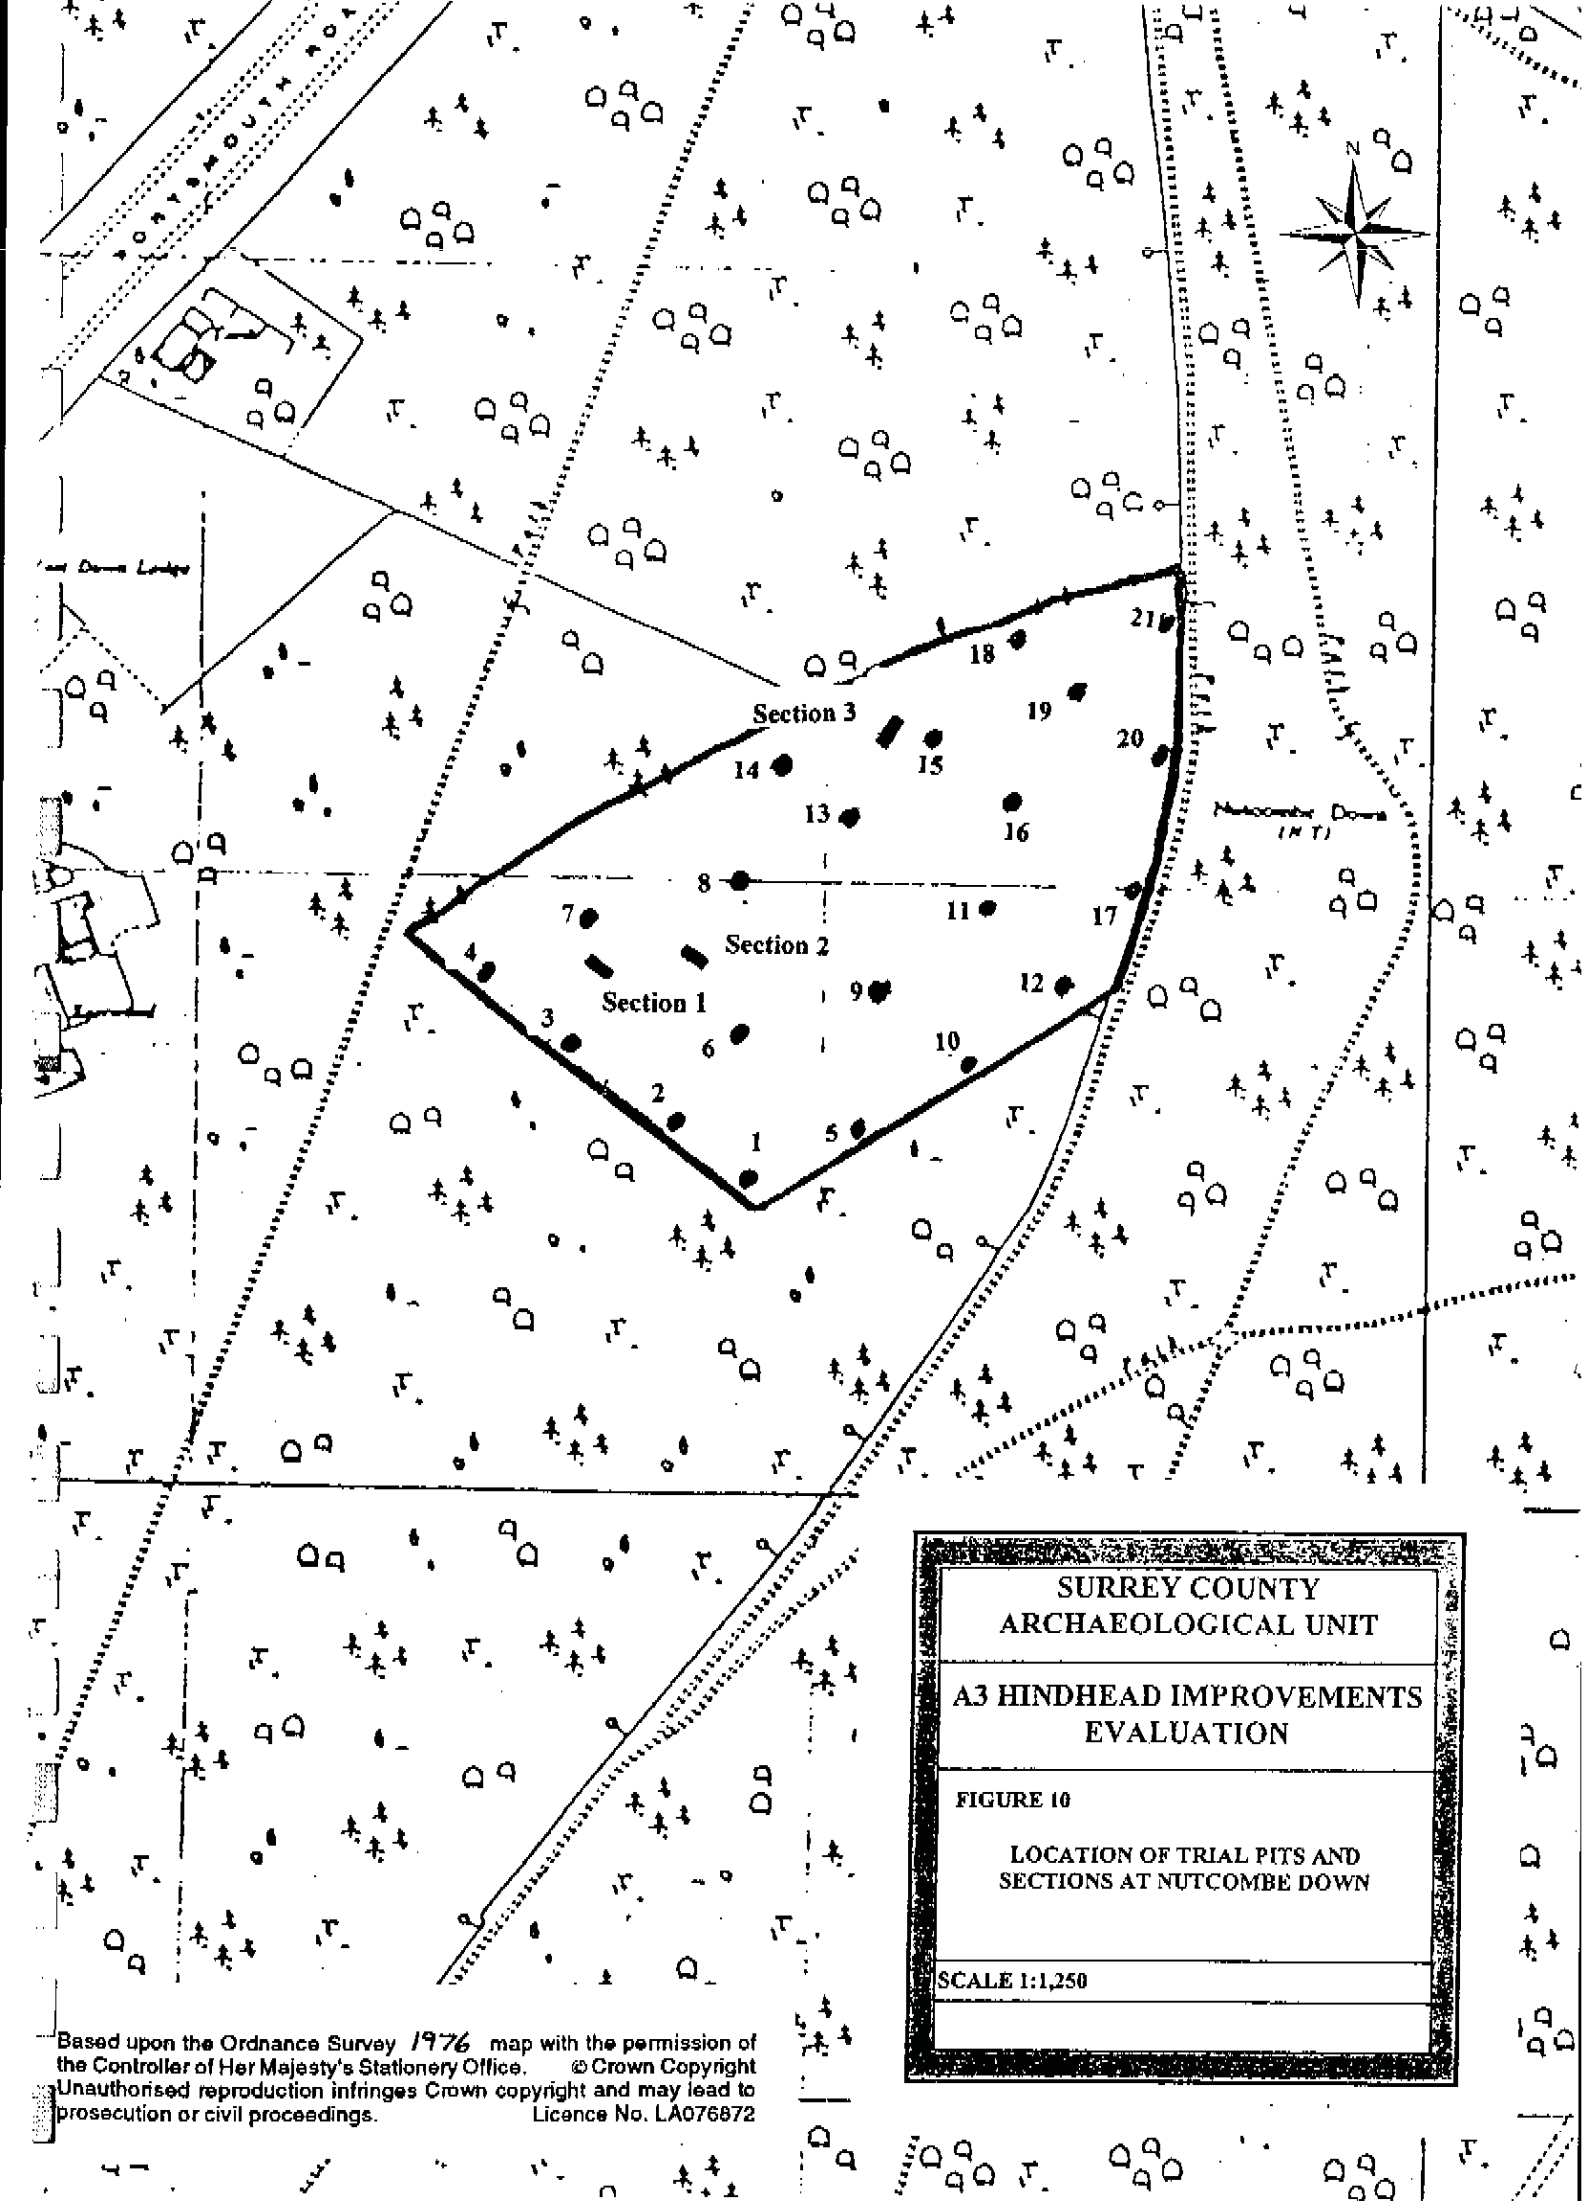 PORTSMOUTH ROA
N
Down Lodge
21
18
19
Section 3
20
14
15
13
16
Nutcombe Down
(N T)
8
7
11
17
4
Section 2
9
12
Section 1
3
6
10
2
5
1
SURREY COUNTY
ARCHAEOLOGICAL UNIT
A3 HINDHEAD IMPROVEMENTS
EVALUATION
FIGURE 10
LOCATION OF TRIAL PITS AND
SECTIONS AT NUTCOMBE DOWN
SCALE 1:1,250
Based upon the Ordnance Survey 1976 map with the permission of
the Controller of Her Majesty's Stationery Office. © Crown Copyright
Unauthorised reproduction infringes Crown copyright and may lead to
prosecution or civil proceedings. Licence No. LA076872